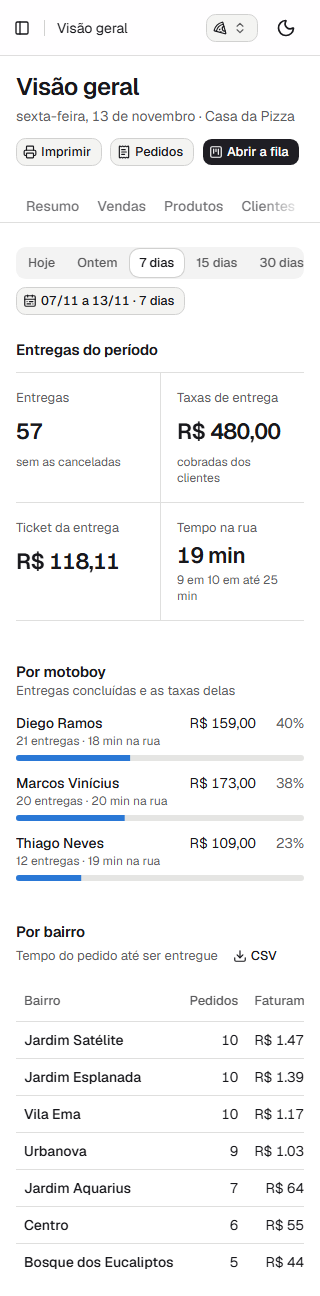 Visão geral
Visão geral
sexta-feira, 13 de novembro · Casa da Pizza
Imprimir Pedidos Abrir a fila
Resumo Vendas Produtos Clientes
Hoje Ontem 7 dias 15 dias 30 dias
07/11 a 13/11 · 7 dias
Entregas do período
Entregas Taxas de entrega
57 R$ 480,00
sem as canceladas cobradas dos
clientes
Ticket da entrega Tempo na rua
R$ 118,11 19 min
9 em 10 em até 25
min
Por motoboy
Entregas concluídas e as taxas delas
Diego Ramos R$ 159,00 40%
21 entregas · 18 min na rua
Marcos Vinícius R$ 173,00 38%
20 entregas · 20 min na rua
Thiago Neves R$ 109,00 23%
12 entregas · 19 min na rua
Por bairro
Tempo do pedido até ser entregue CSV
Bairro Pedidos Faturam
Jardim Satélite 10 R$ 1.47
Jardim Esplanada 10 R$ 1.39
Vila Ema 10 R$ 1.17
Urbanova 9 R$ 1.03
Jardim Aquarius 7 R$ 64
Centro 6 R$ 55
Bosque dos Eucaliptos 5 R$ 44